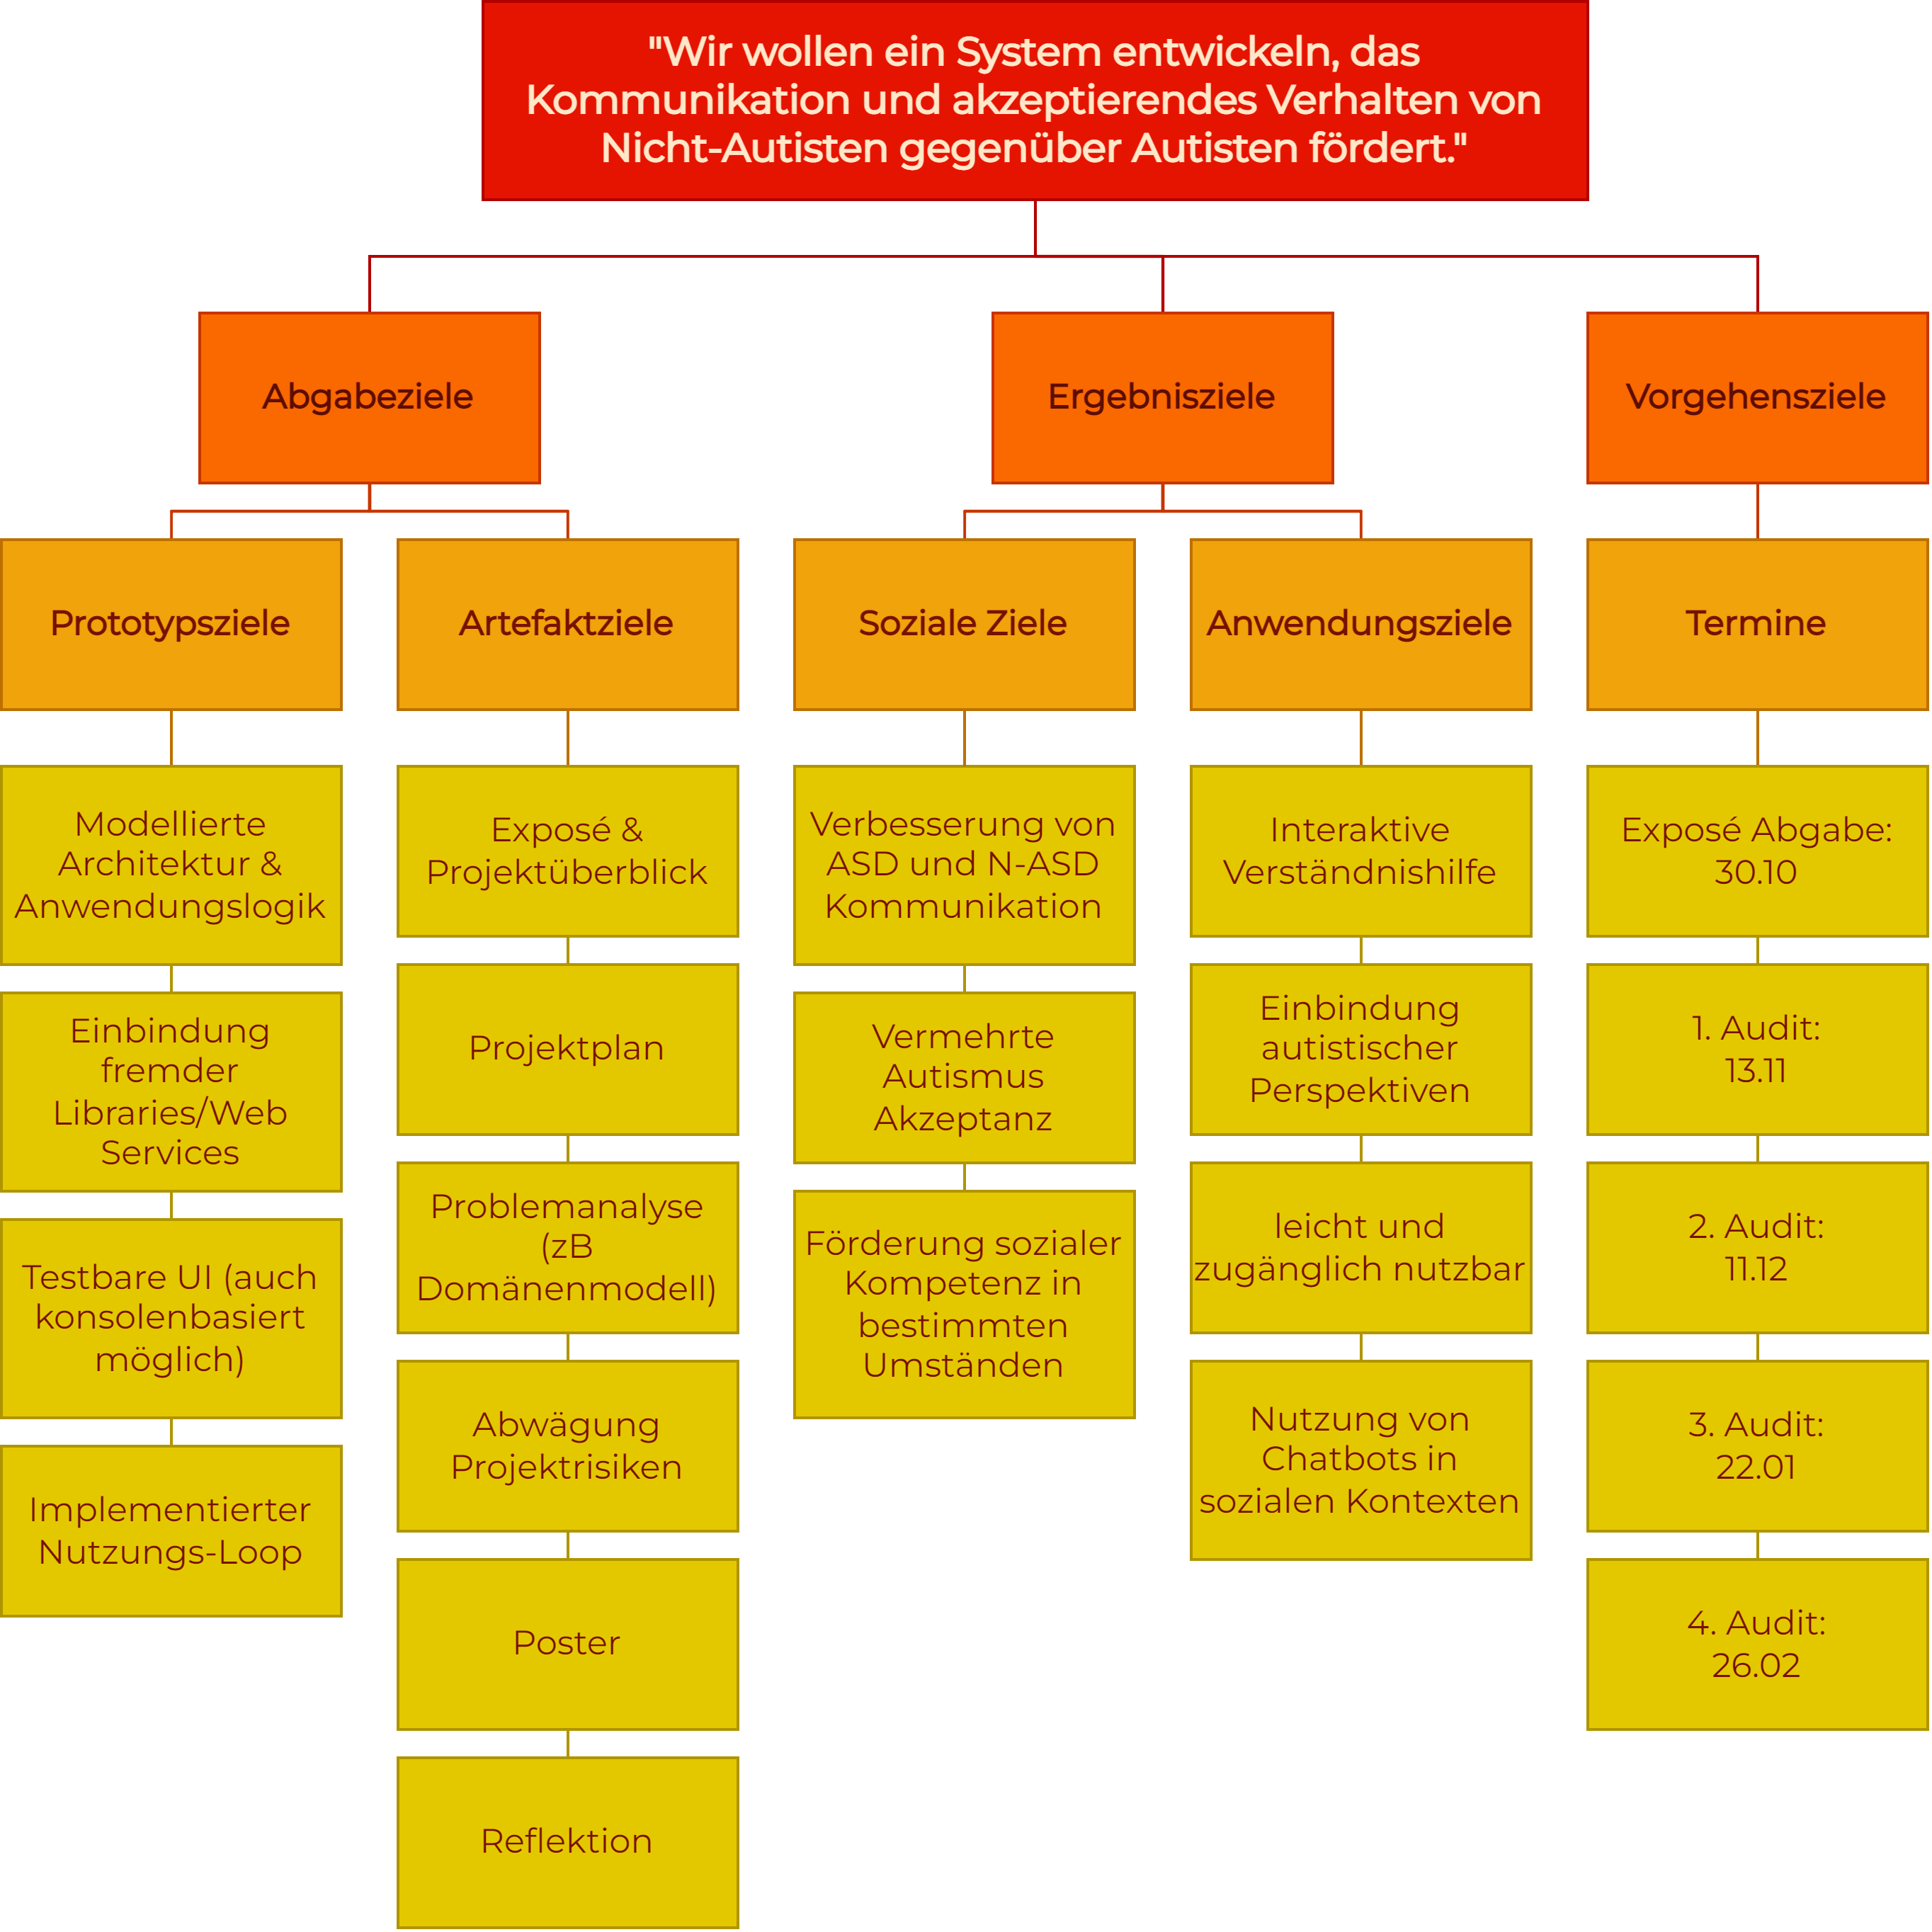 "Wir wollen ein System entwickeln, das
Kommunikation und akzeptierendes Verhalten von
Nicht-Autisten gegenüber Autisten fördert."
Abgabeziele
Ergebnisziele
Vorgehensziele
Prototypsziele
Artefaktziele
Soziale Ziele
Anwendungsziele
Termine
Modellierte
Architektur &
Anwendungslogik
Einbindung
fremder
Libraries/Web
Services
Testbare UI (auch
konsolenbasiert
möglich)
Implementierter
Nutzungs-Loop
Exposé &
Projektüberblick
Projektplan
Problemanalyse
(zB
Domänenmodell)
Abwägung
Projektrisiken
Poster
Reflektion
Verbesserung von
ASD und N-ASD
Kommunikation
Vermehrte
Autismus
Akzeptanz
Förderung sozialer
Kompetenz in
bestimmten
Umständen
Interaktive
Verständnishilfe
Einbindung
autistischer
Perspektiven
leicht und
zugänglich nutzbar
Nutzung von
Chatbots in
sozialen Kontexten
Exposé Abgabe:
30.10
1. Audit:
13.11
2. Audit:
11.12
3. Audit:
22.01
4. Audit:
26.02